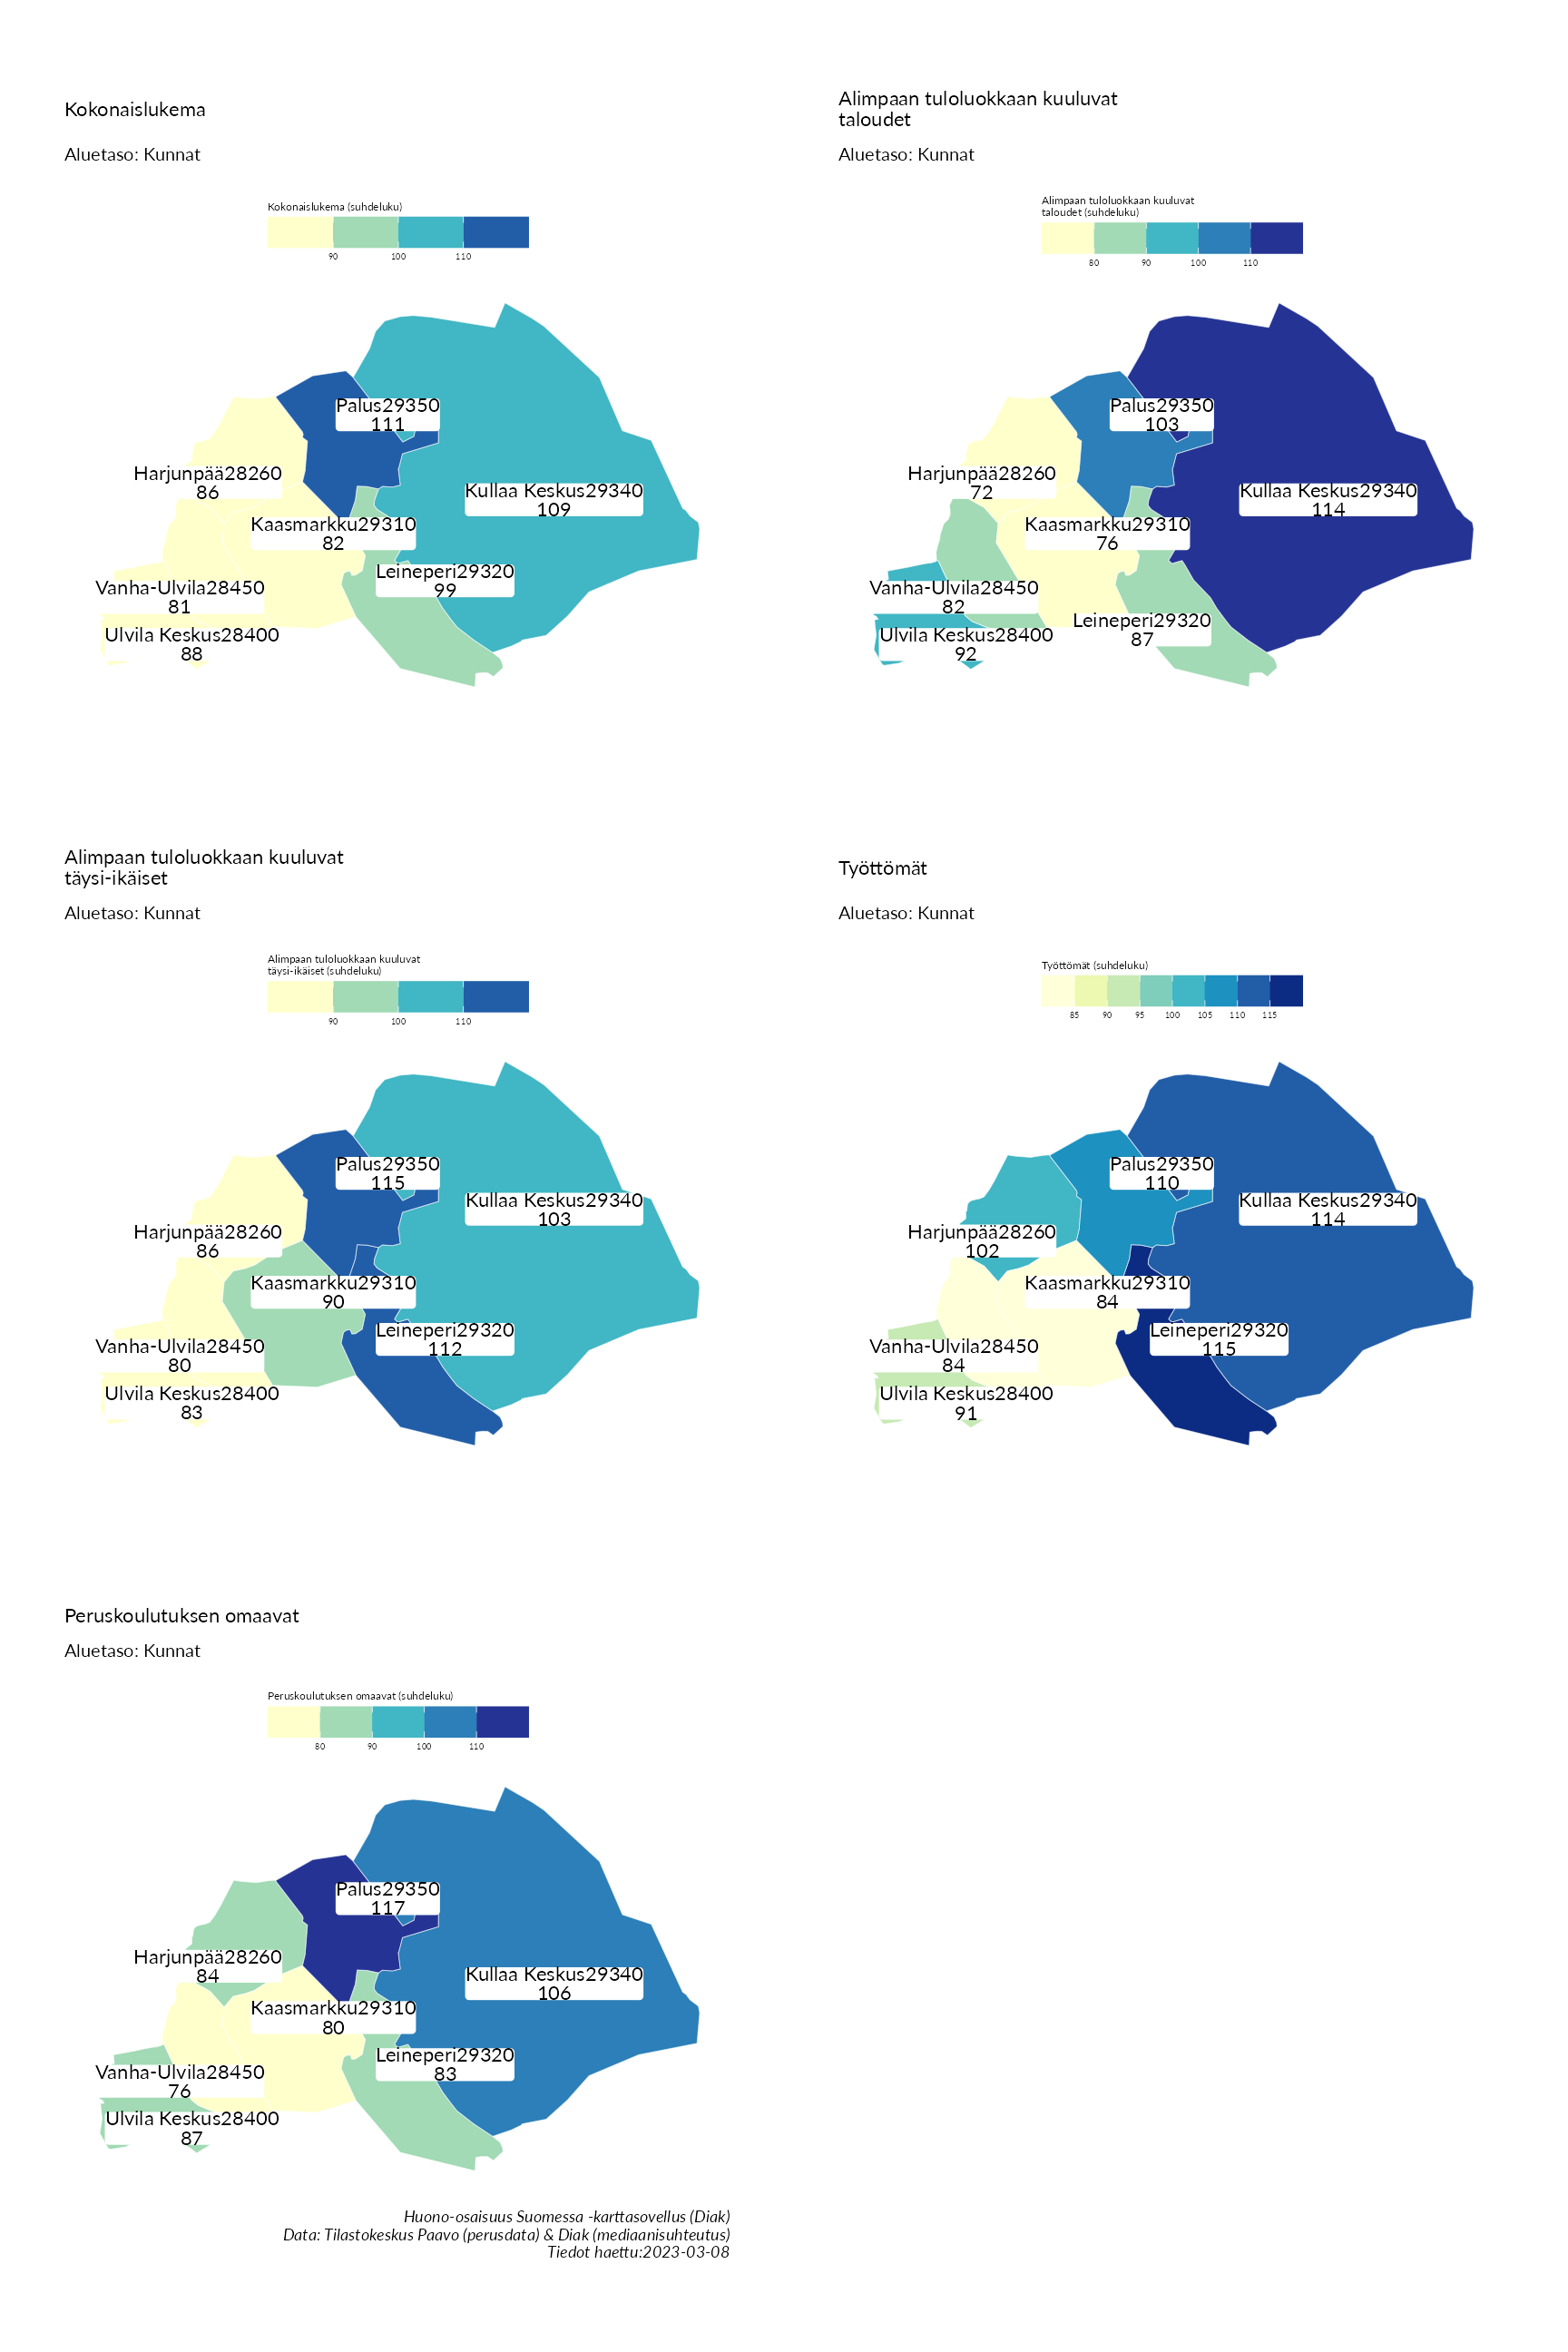 Kokonaislukema
Aluetaso: Kunnat
Kokonaislukema (suhdeluku)
90 100 110
Palus29350
111
Harjunpää28260
86
Kullaa Keskus29340
109
Kaasmarkku29310
82
Leineperi29320
99
Vanha-Ulvila28450
81
Ulvila Keskus28400
88
Alimpaan tuloluokkaan kuuluvat
taloudet
Aluetaso: Kunnat
Alimpaan tuloluokkaan kuuluvat
taloudet (suhdeluku)
80 90 100 110
Palus29350
103
Harjunpää28260
72
Kullaa Keskus29340
114
Kaasmarkku29310
76
Vanha-Ulvila28450
82
Leineperi29320
87
Ulvila Keskus28400
92
Alimpaan tuloluokkaan kuuluvat
täysi-ikäiset
Aluetaso: Kunnat
Alimpaan tuloluokkaan kuuluvat
täysi-ikäiset (suhdeluku)
90 100 110
Palus29350
115
Kullaa Keskus29340
103
Harjunpää28260
86
Kaasmarkku29310
90
Leineperi29320
112
Vanha-Ulvila28450
80
Ulvila Keskus28400
83
Työttömät
Aluetaso: Kunnat
Työttömät (suhdeluku)
85 90 95 100 105 110 115
Palus29350
110
Kullaa Keskus29340
114
Harjunpää28260
102
Kaasmarkku29310
84
Leineperi29320
115
Vanha-Ulvila28450
84
Ulvila Keskus28400
91
Peruskoulutuksen omaavat
Aluetaso: Kunnat
Peruskoulutuksen omaavat (suhdeluku)
80 90 100 110
Palus29350
117
Harjunpää28260
84
Kullaa Keskus29340
106
Kaasmarkku29310
80
Leineperi29320
83
Vanha-Ulvila28450
76
Ulvila Keskus28400
87
Huono-osaisuus Suomessa -karttasovellus (Diak)
Data: Tilastokeskus Paavo (perusdata) & Diak (mediaanisuhteutus)
Tiedot haettu:2023-03-08